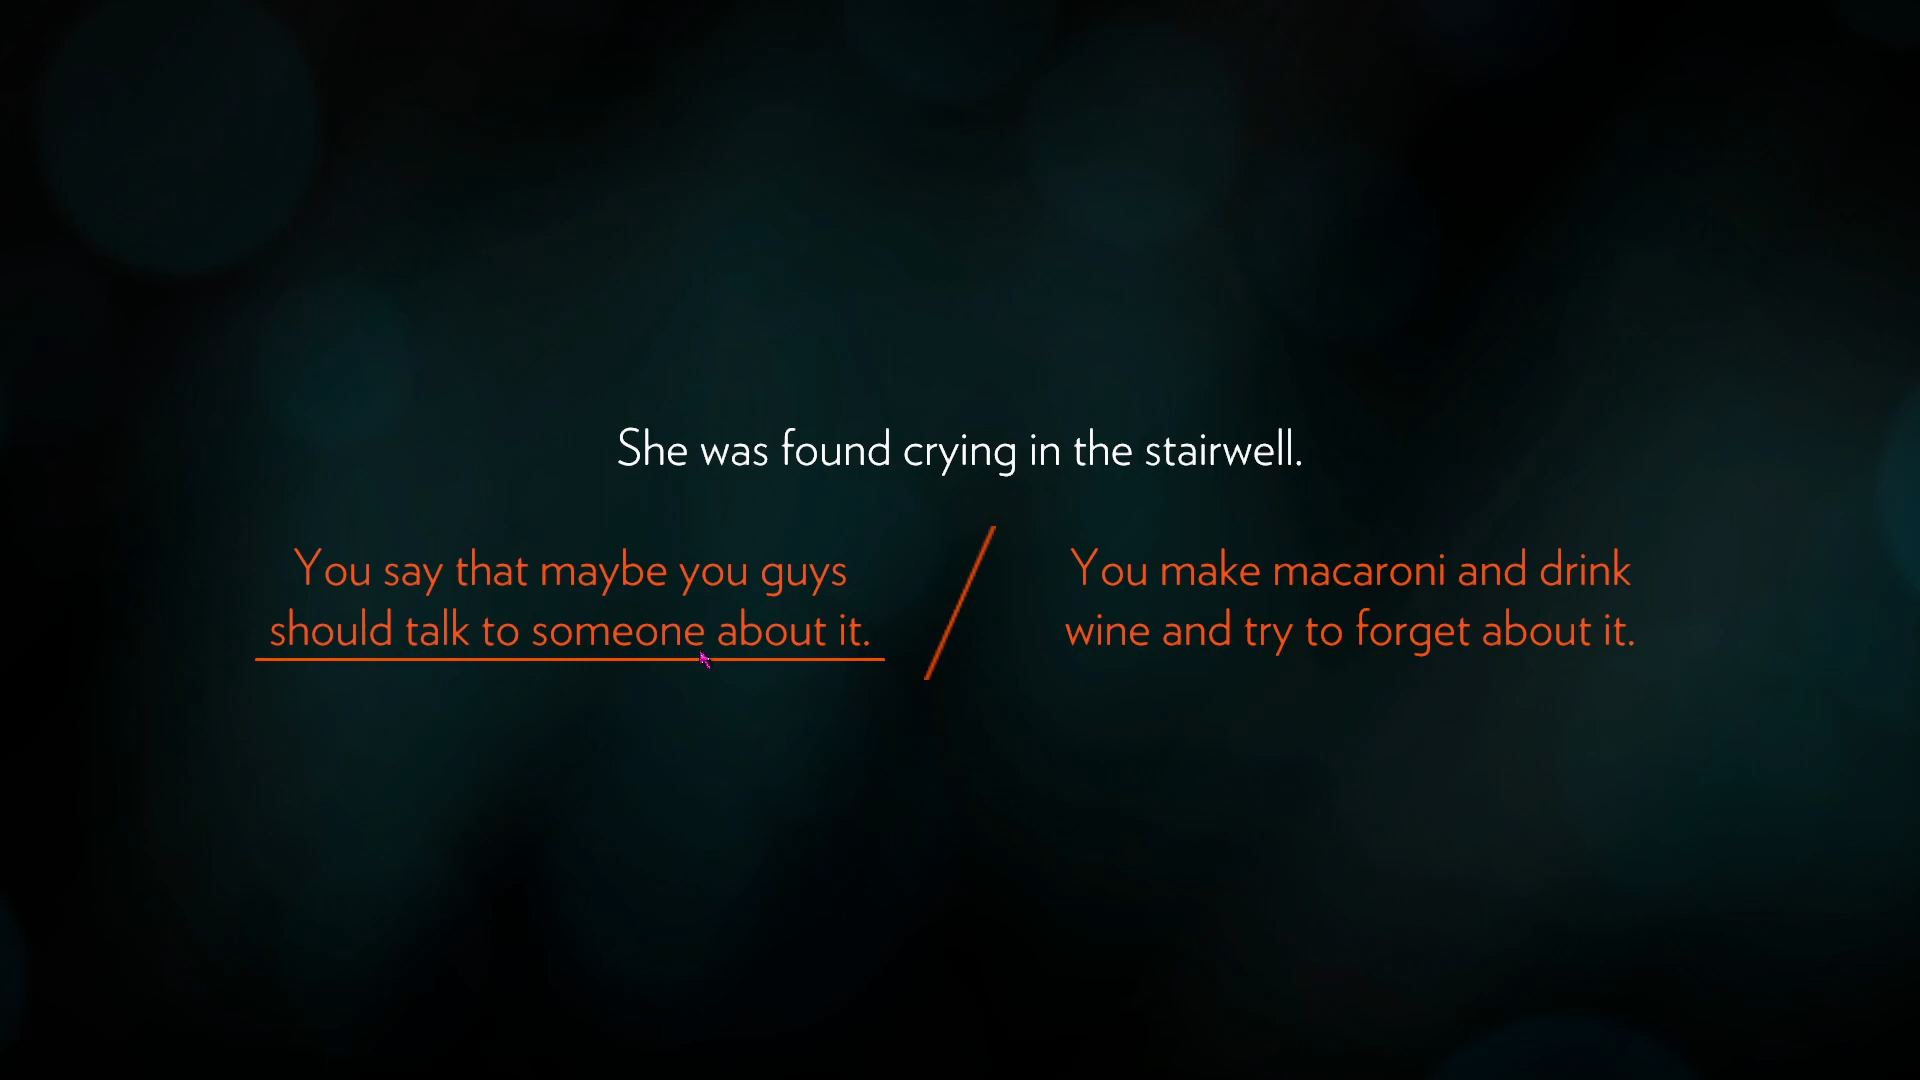 She was found crying in the stairwell.
You say that maybe you guys
should talk to someone about it.
You make macaroni and drink
wine and try to forget about it.